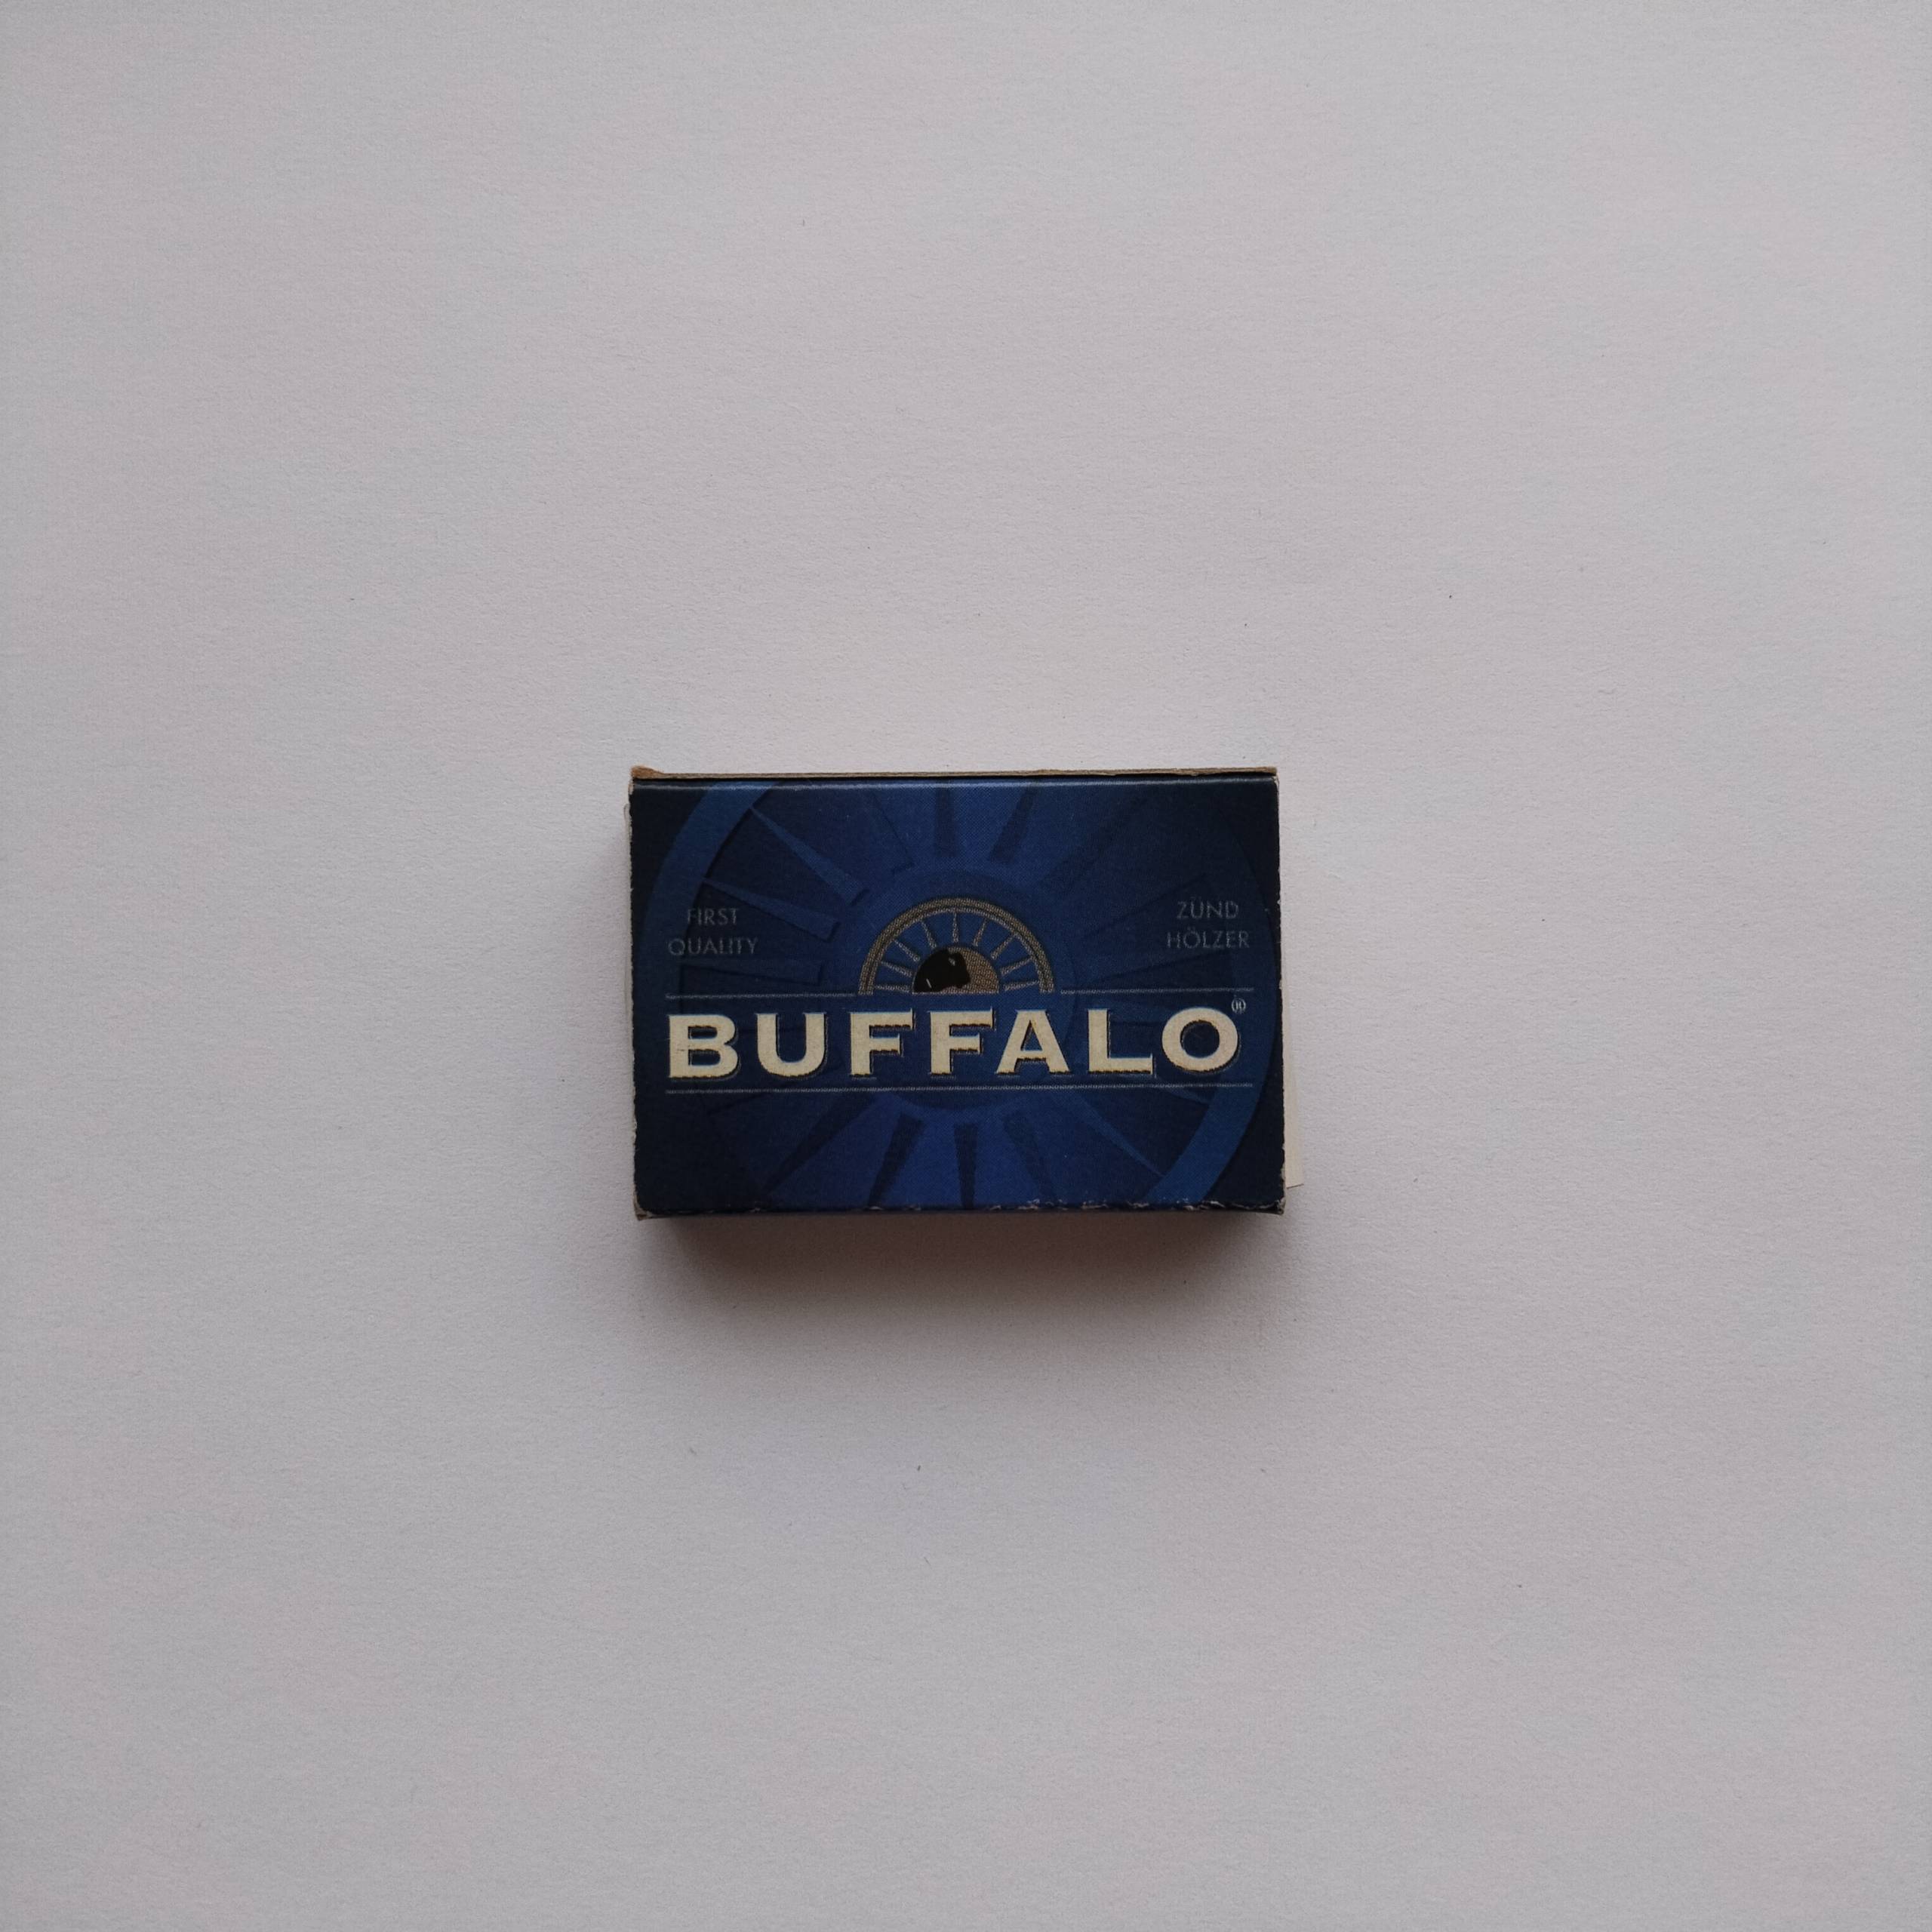 FIRST
QUALITY
ZÜND
HÖLZER
BUFFALO®